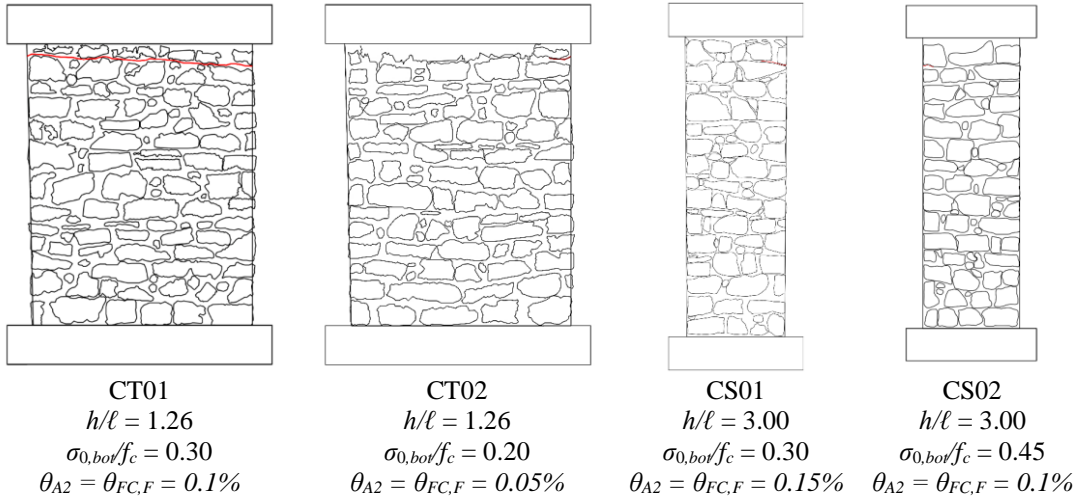 CT01
h/ℓ = 1.26
σ0,bot/fc = 0.30
θA2 = θFC,F = 0.1%
CT02
h/ℓ = 1.26
σ0,bot/fc = 0.20
θA2 = θFC,F = 0.05%
CS01
h/ℓ = 3.00
σ0,bot/fc = 0.30
θA2 = θFC,F = 0.15%
CS02
h/ℓ = 3.00
σ0,bot/fc = 0.45
θA2 = θFC,F = 0.1%